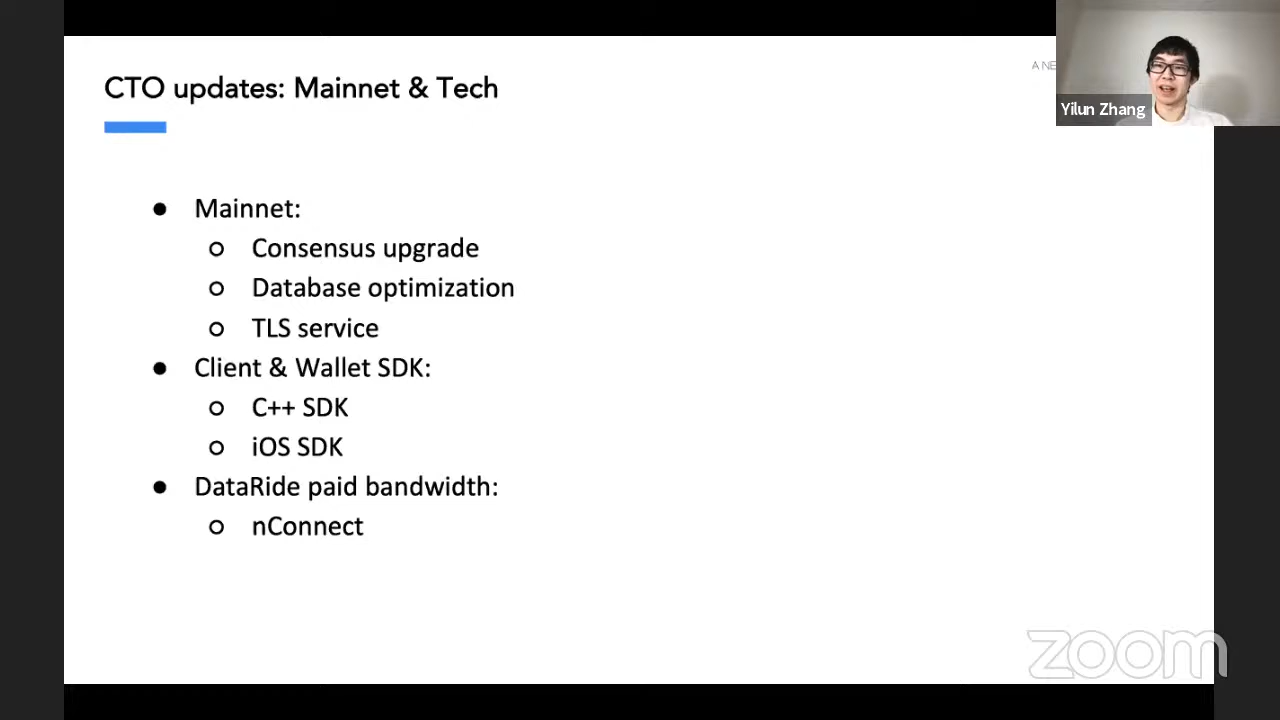 CTO updates: Mainnet & Tech
A NE
Yilun Zhang
● Mainnet:
○ Consensus upgrade
○ Database optimization
○ TLS service
● Client & Wallet SDK:
○ C++ SDK
○ iOS SDK
● DataRide paid bandwidth:
○ nConnect
zoom